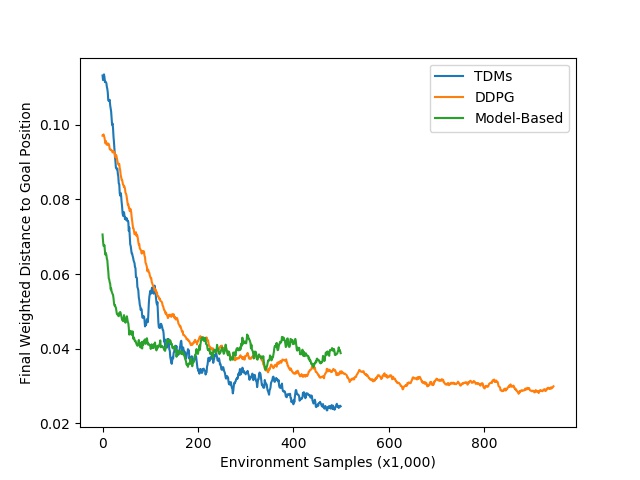 TDMs
DDPG
Model-Based
Final Weighted Distance to Goal Position
0.10
0.08
0.06
0.04
0.02
0 200 400 600 800
Environment Samples (x1,000)